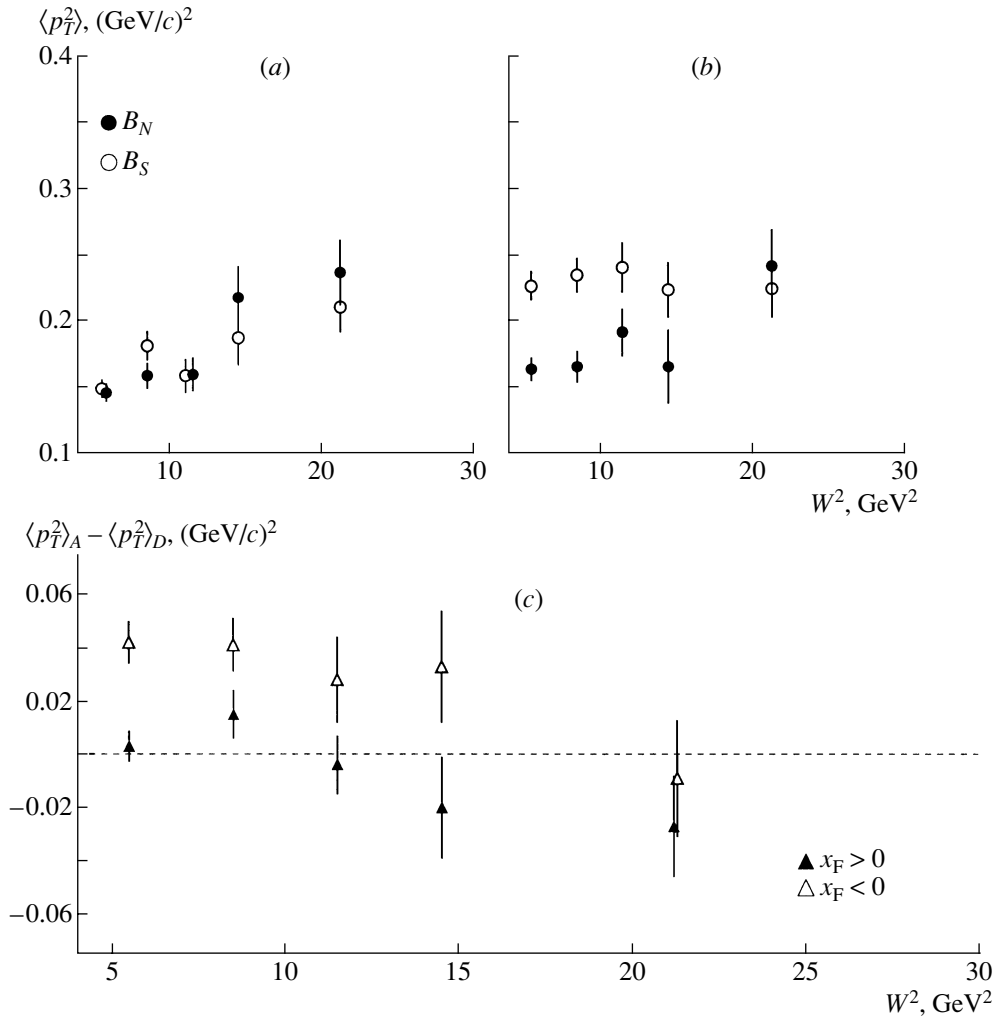 ⟨p_T^2⟩, (GeV/c)^2
0.4
(a)
(b)
B_N
B_S
0.3
0.2
0.1
10
20
30
10
20
30
W^2, GeV^2
⟨p_T^2⟩_A – ⟨p_T^2⟩_D, (GeV/c)^2
0.06
(c)
0.02
–0.02
x_F > 0
x_F < 0
–0.06
5
10
15
20
25
30
W^2, GeV^2